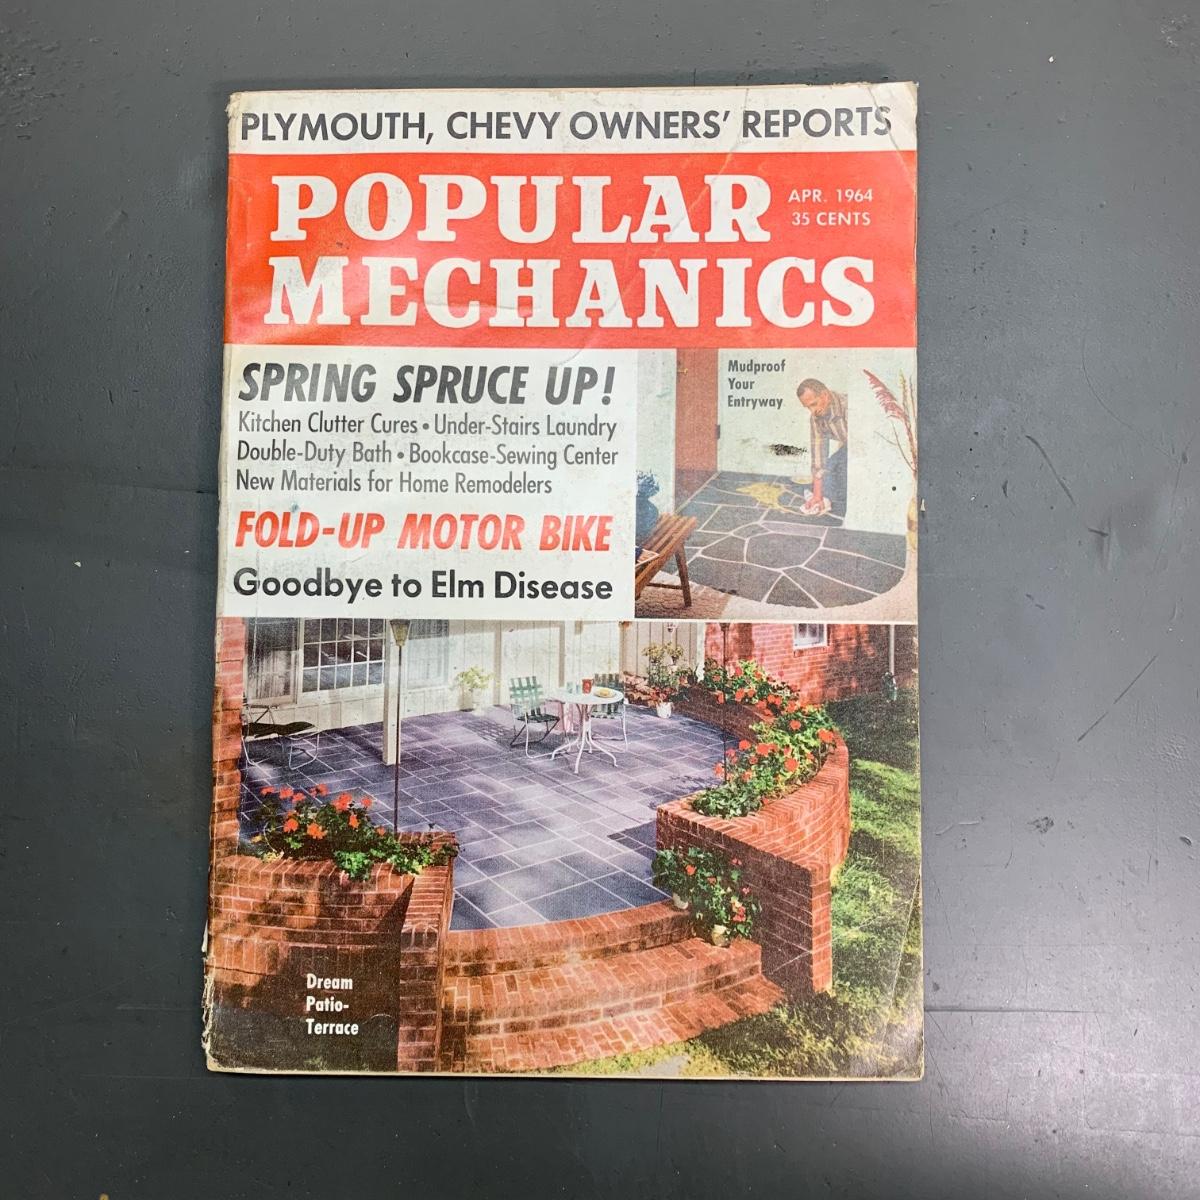 PLYMOUTH, CHEVY OWNERS' REPORTS
POPULAR
MECHANICS
APR. 1964
35 CENTS
SPRING SPRUCE UP!
Kitchen Clutter Cures • Under-Stairs Laundry
Double-Duty Bath • Bookcase-Sewing Center
New Materials for Home Remodelers
FOLD-UP MOTOR BIKE
Goodbye to Elm Disease
Mudproof
Your
Entryway
Dream
Patio-
Terrace